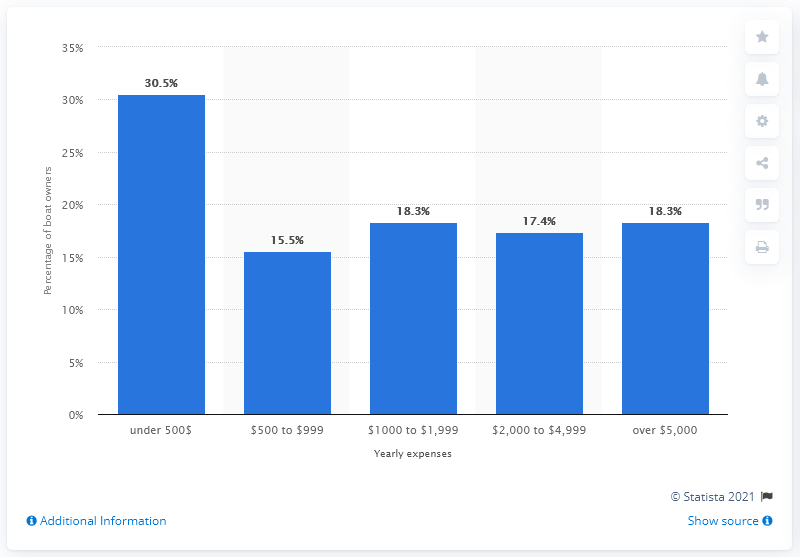 35%
30%
25%
20%
15%
10%
5%
0%
Percentage of boat owners
30.5%
15.5%
18.3%
17.4%
18.3%
under 500$
$500 to $999
$1000 to $1,999
$2,000 to $4,999
over $5,000
Yearly expenses
© Statista 2021
Additional Information
Show source